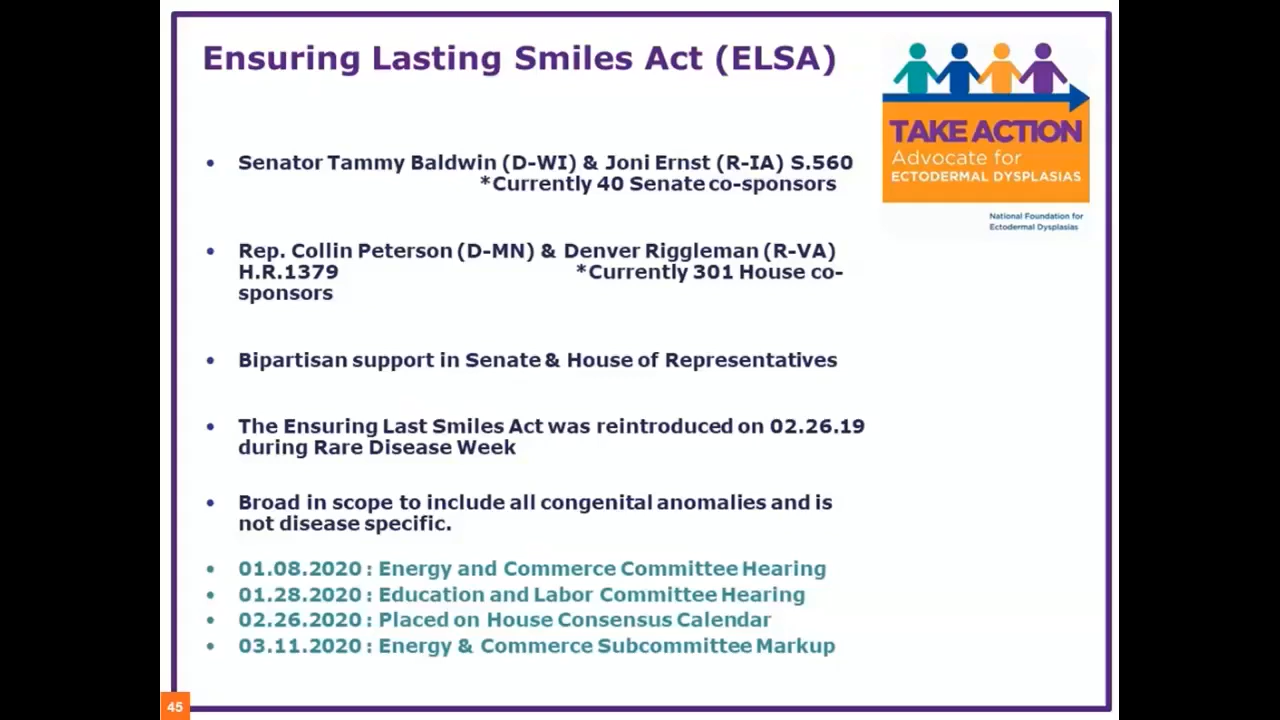 Ensuring Lasting Smiles Act (ELSA)
TAKE ACTION
Advocate for
ECTODERMAL DYSPLASIAS
National Foundation for
Ectodermal Dysplasias
• Senator Tammy Baldwin (D-WI) & Joni Ernst (R-IA) S.560
*Currently 40 Senate co-sponsors
• Rep. Collin Peterson (D-MN) & Denver Riggleman (R-VA)
H.R.1379 *Currently 301 House co-
sponsors
• Bipartisan support in Senate & House of Representatives
• The Ensuring Last Smiles Act was reintroduced on 02.26.19
during Rare Disease Week
• Broad in scope to include all congenital anomalies and is
not disease specific.
• 01.08.2020 : Energy and Commerce Committee Hearing
• 01.28.2020 : Education and Labor Committee Hearing
• 02.26.2020 : Placed on House Consensus Calendar
• 03.11.2020 : Energy & Commerce Subcommittee Markup
45